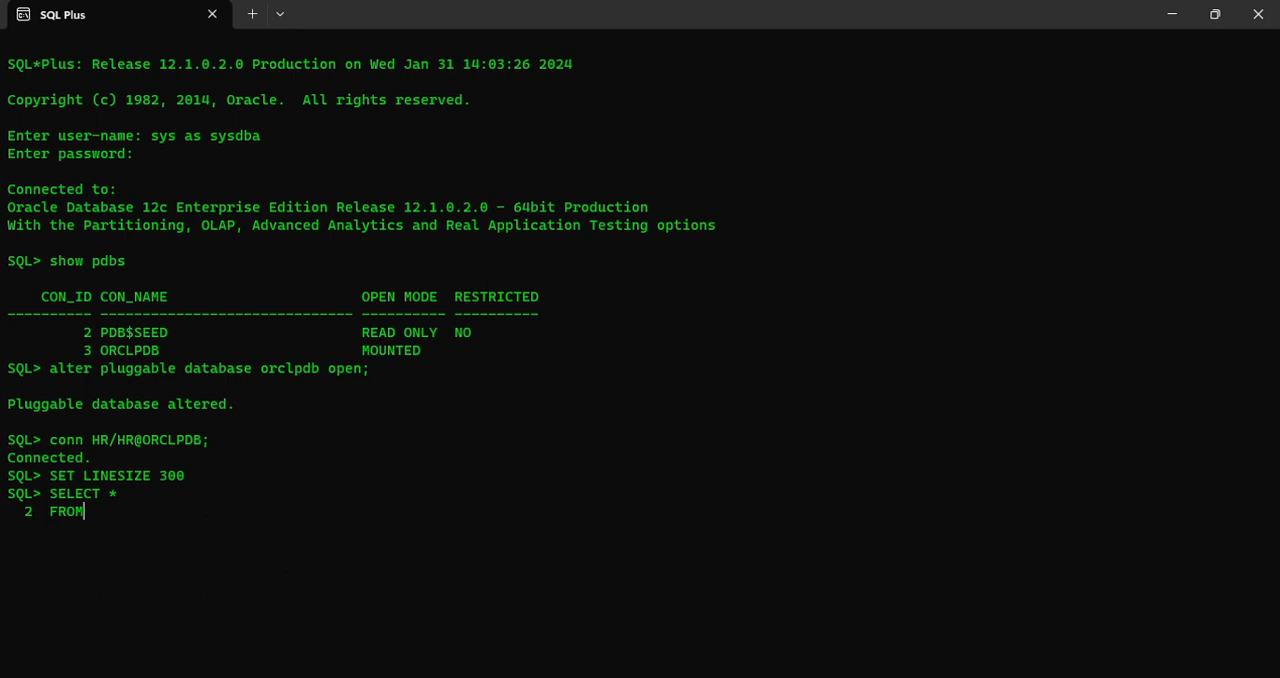 SQL Plus
SQL*Plus: Release 12.1.0.2.0 Production on Wed Jan 31 14:03:26 2024
Copyright (c) 1982, 2014, Oracle.  All rights reserved.
Enter user-name: sys as sysdba
Enter password:
Connected to:
Oracle Database 12c Enterprise Edition Release 12.1.0.2.0 - 64bit Production
With the Partitioning, OLAP, Advanced Analytics and Real Application Testing options
SQL> show pdbs
    CON_ID CON_NAME                       OPEN MODE  RESTRICTED
---------- ------------------------------ ---------- ----------
         2 PDB$SEED                       READ ONLY  NO
         3 ORCLPDB                        MOUNTED
SQL> alter pluggable database orclpdb open;
Pluggable database altered.
SQL> conn HR/HR@ORCLPDB;
Connected.
SQL> SET LINESIZE 300
SQL> SELECT *
  2  FROM